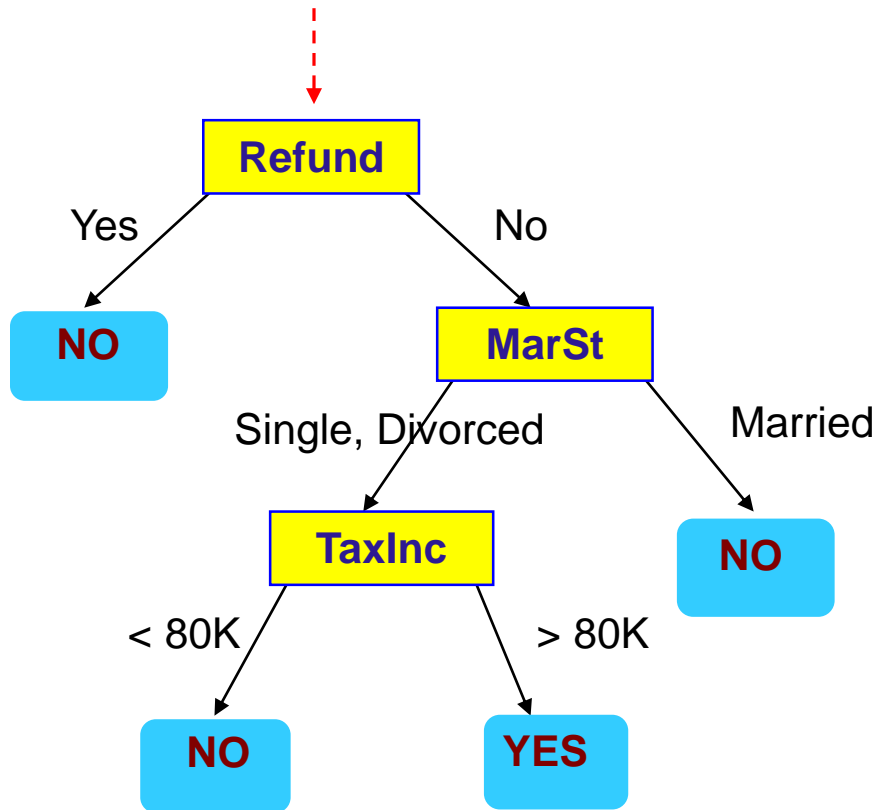 Refund
Yes
No
NO
MarSt
Single, Divorced
Married
TaxInc
NO
< 80K
> 80K
NO
YES